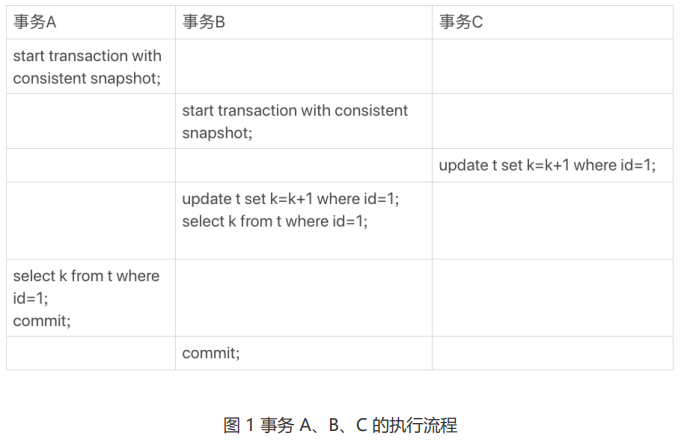 事务A 事务B 事务C
start transaction with
consistent snapshot;
start transaction with consistent
snapshot;
update t set k=k+1 where id=1;
update t set k=k+1 where id=1;
select k from t where id=1;
select k from t where
id=1;
commit;
commit;
图 1 事务 A、B、C 的执行流程